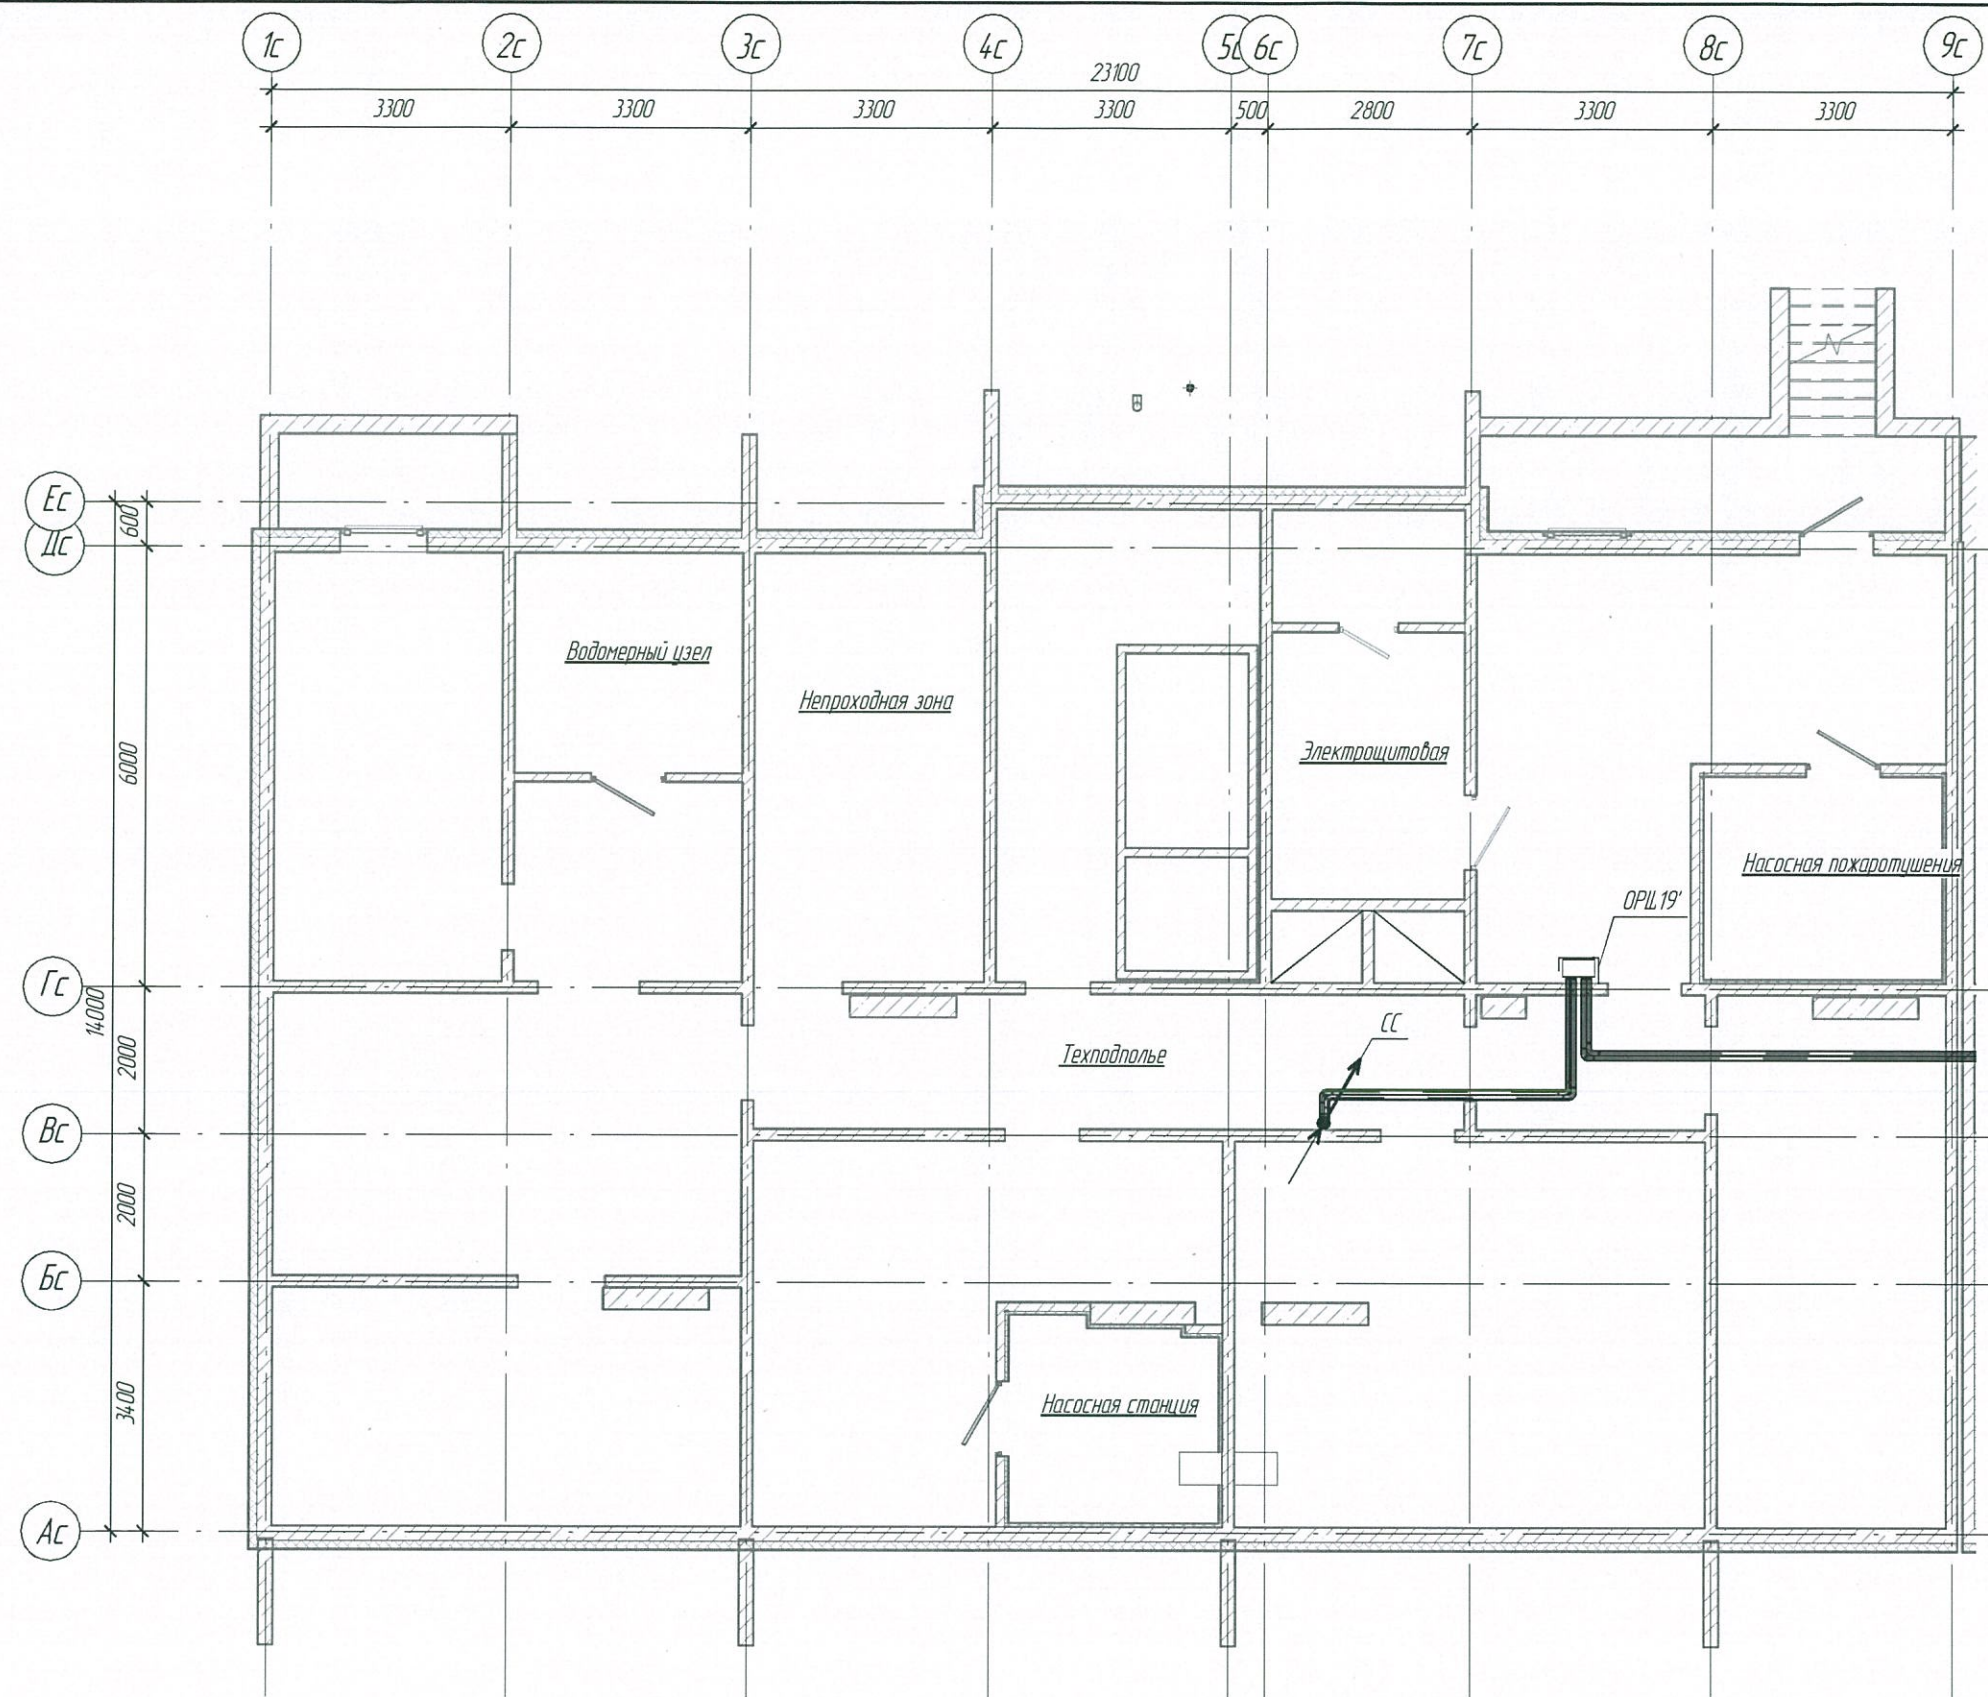 1с 2с 3с 4с 5с 6с 7с 8с 9с
23100
3300 3300 3300 3300 500 2800 3300 3300
Ес
600
Дс
Водомерный узел
Непроходная зона
6000
Электрощитовая
Насосная пожаротушения
ОРЩ 19'
Гс
14000
СС
2000
Техподполье
Вс
2000
Бс
3400
Насосная станция
Ас